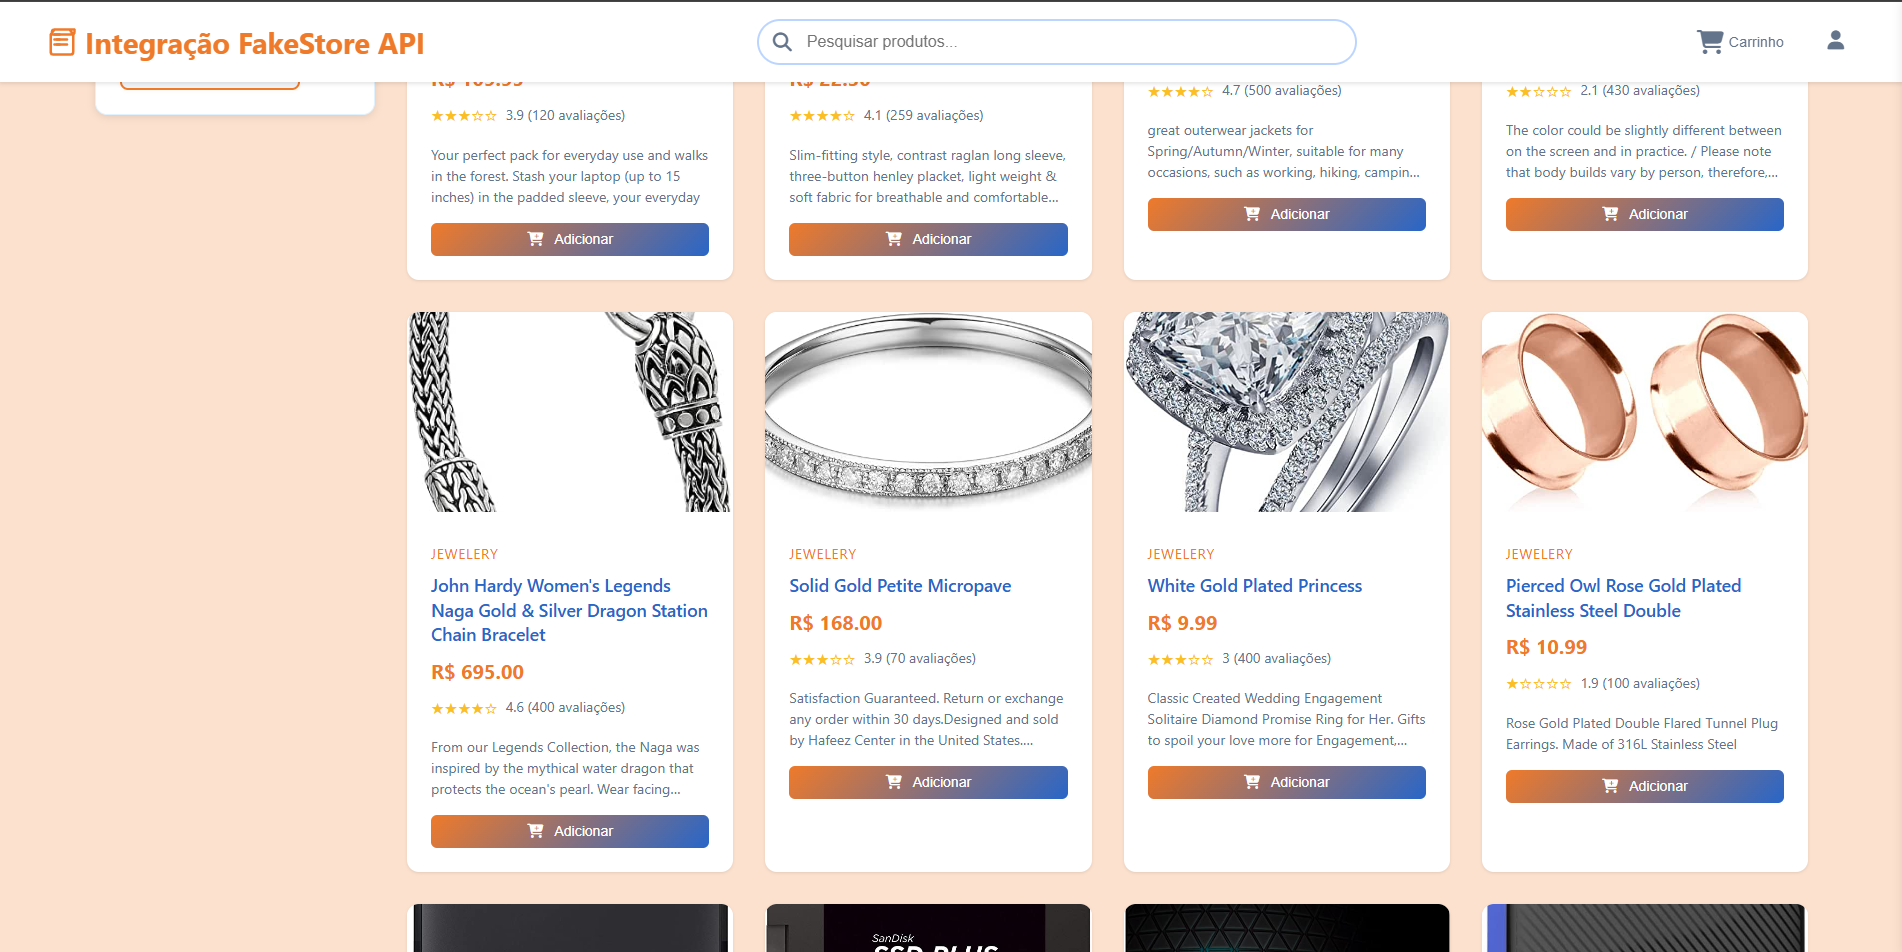 Integração FakeStore API
Pesquisar produtos...
Carrinho
R$ 109.95
3.9 (120 avaliações)
Your perfect pack for everyday use and walks
in the forest. Stash your laptop (up to 15
inches) in the padded sleeve, your everyday
Adicionar
R$ 22.30
4.1 (259 avaliações)
Slim-fitting style, contrast raglan long sleeve,
three-button henley placket, light weight &
soft fabric for breathable and comfortable...
Adicionar
4.7 (500 avaliações)
great outerwear jackets for
Spring/Autumn/Winter, suitable for many
occasions, such as working, hiking, campin...
Adicionar
2.1 (430 avaliações)
The color could be slightly different between
on the screen and in practice. / Please note
that body builds vary by person, therefore,...
Adicionar
JEWELERY
John Hardy Women's Legends
Naga Gold & Silver Dragon Station
Chain Bracelet
R$ 695.00
4.6 (400 avaliações)
From our Legends Collection, the Naga was
inspired by the mythical water dragon that
protects the ocean's pearl. Wear facing...
Adicionar
JEWELERY
Solid Gold Petite Micropave
R$ 168.00
3.9 (70 avaliações)
Satisfaction Guaranteed. Return or exchange
any order within 30 days.Designed and sold
by Hafeez Center in the United States....
Adicionar
JEWELERY
White Gold Plated Princess
R$ 9.99
3 (400 avaliações)
Classic Created Wedding Engagement
Solitaire Diamond Promise Ring for Her. Gifts
to spoil your love more for Engagement,...
Adicionar
JEWELERY
Pierced Owl Rose Gold Plated
Stainless Steel Double
R$ 10.99
1.9 (100 avaliações)
Rose Gold Plated Double Flared Tunnel Plug
Earrings. Made of 316L Stainless Steel
Adicionar
SanDisk
SSD PLUS